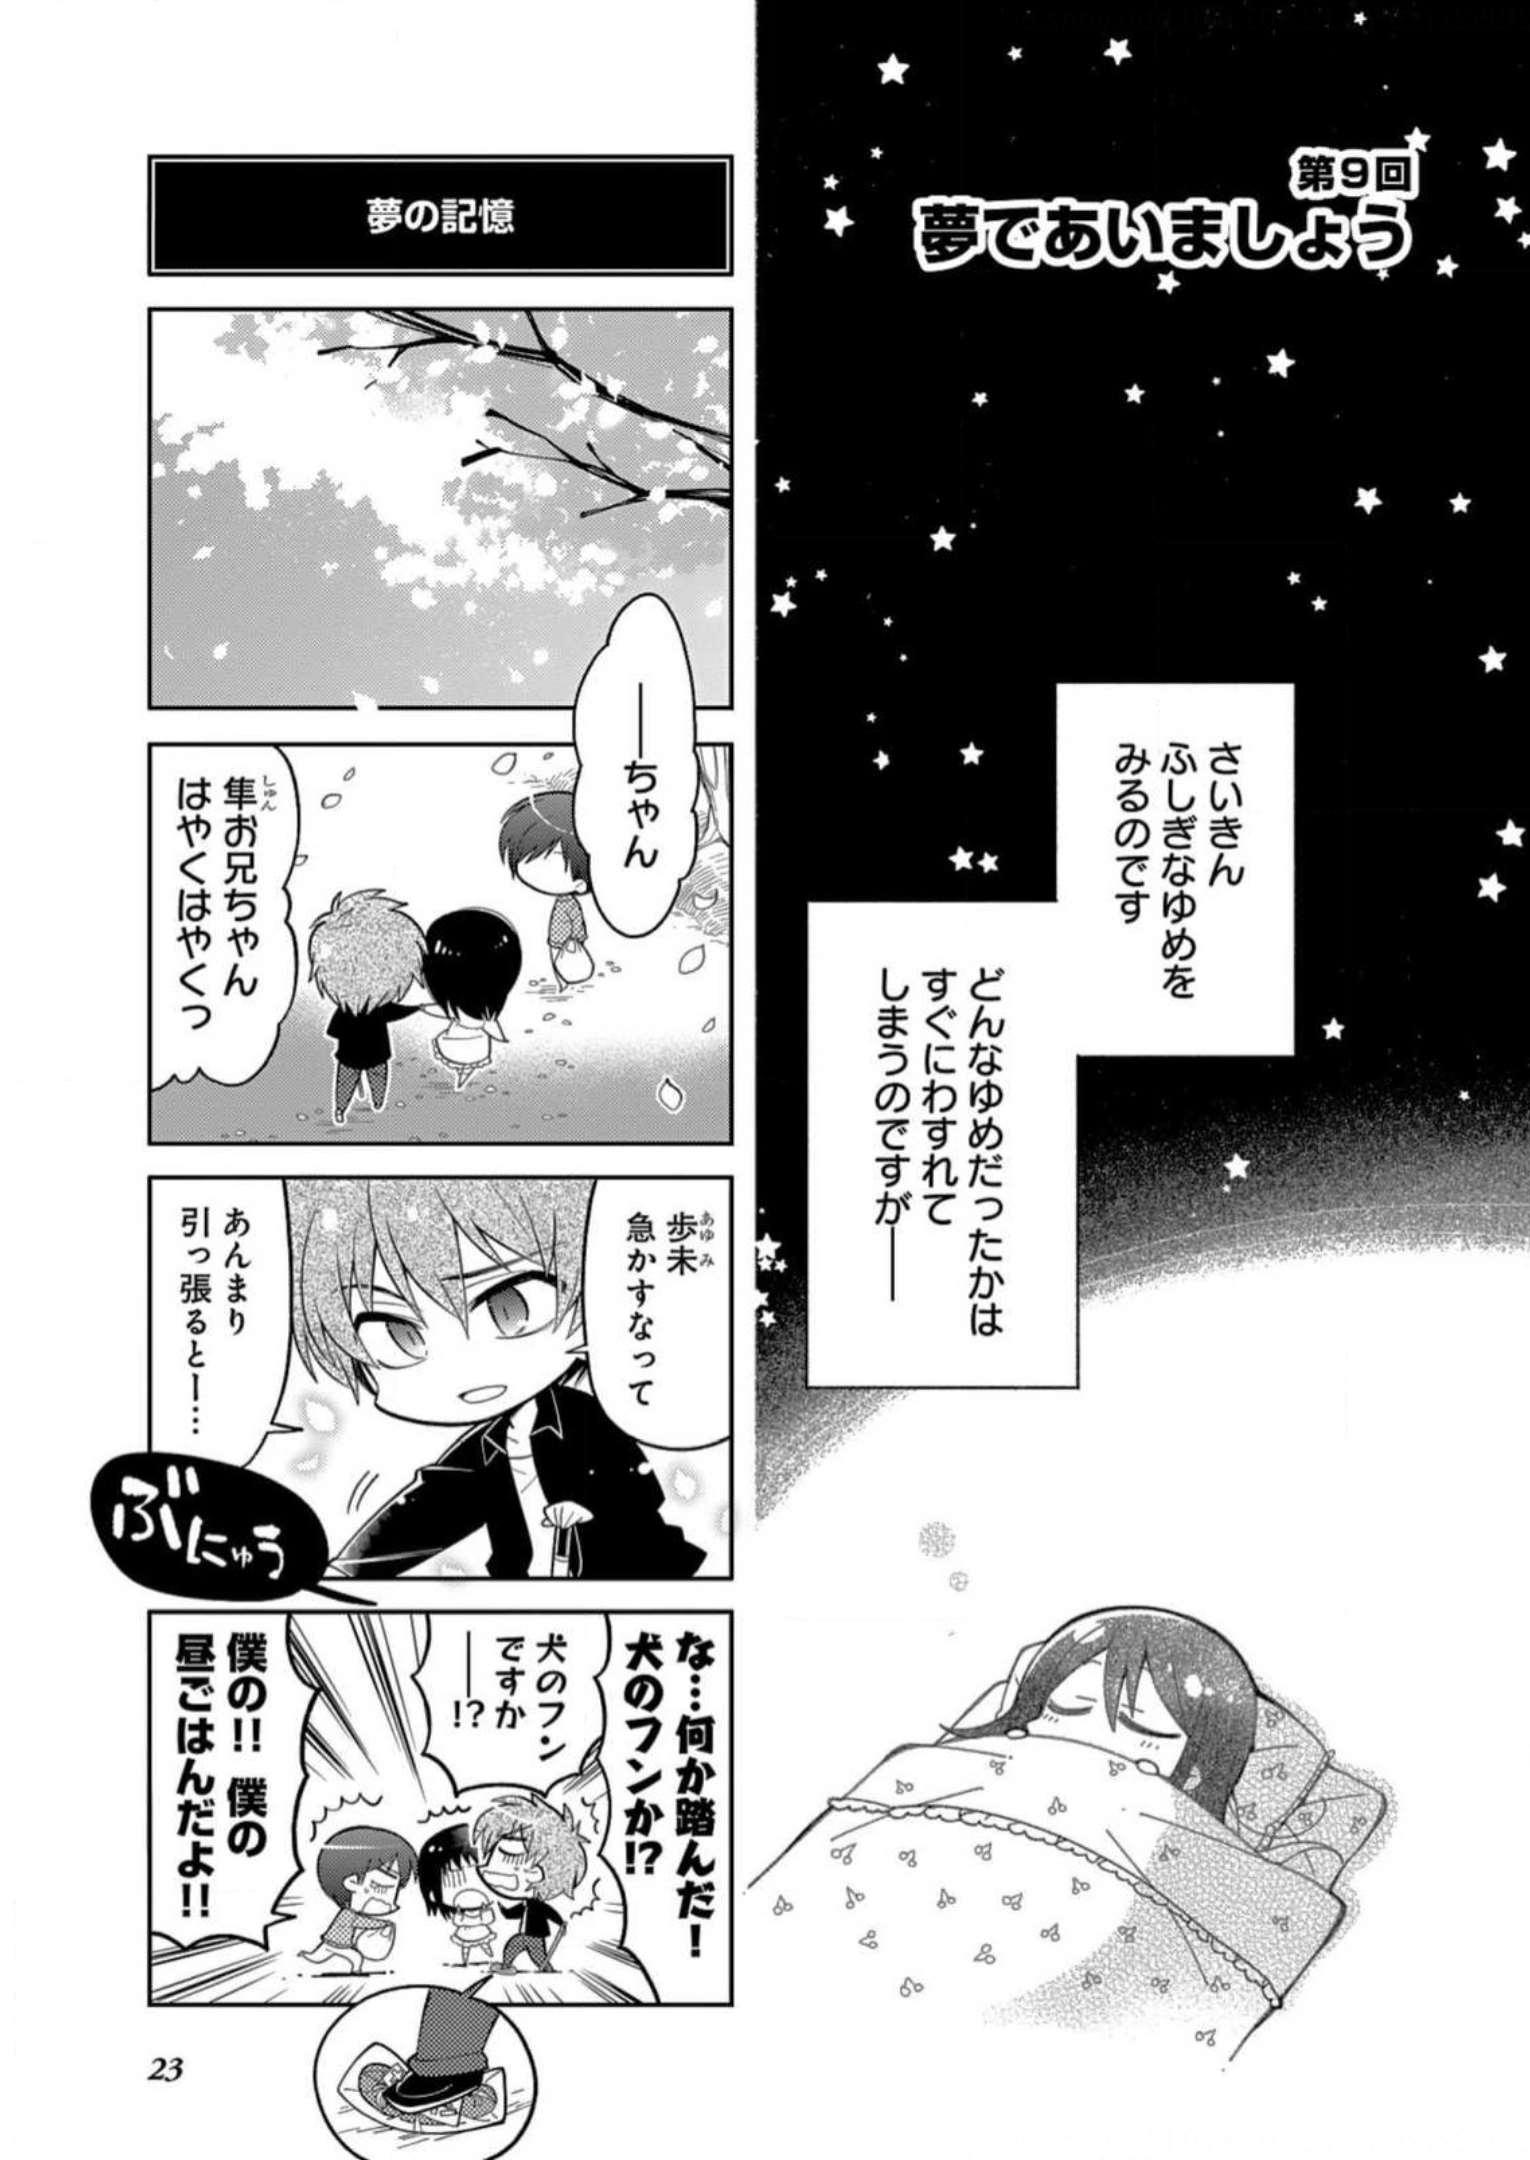 第9回
夢であいましょう
さいきん
ふしぎなゆめを
みるのです
どんなゆめだったかは
すぐにわすれて
しまうのですが――
夢の記憶
――ちゃん
隼お兄ちゃん
しゅん
はやくはやくっ
歩未
あゆみ
急かすなって
あんまり
引っ張るとー…
ぶにゅう
な…何か踏んだ！
犬のフンか!?
犬のフン
ですか
――!?
僕の!!僕の
昼ごはんだよ!!
23